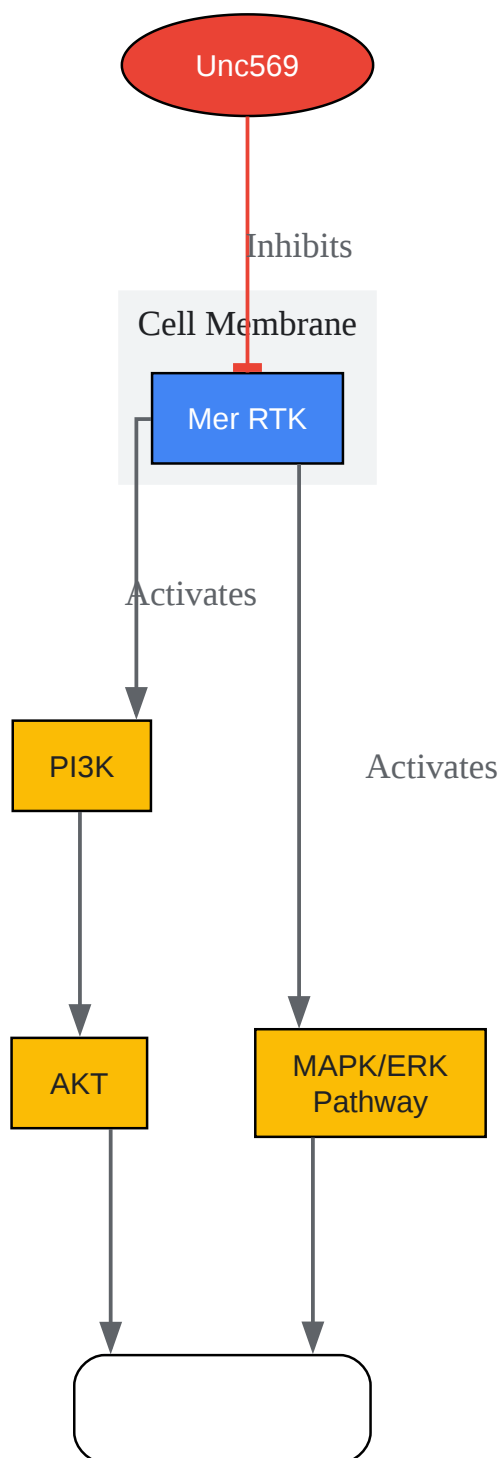 Unc569
Inhibits
Cell Membrane
Mer RTK
Activates
PI3K
Activates
AKT
MAPK/ERK
Pathway